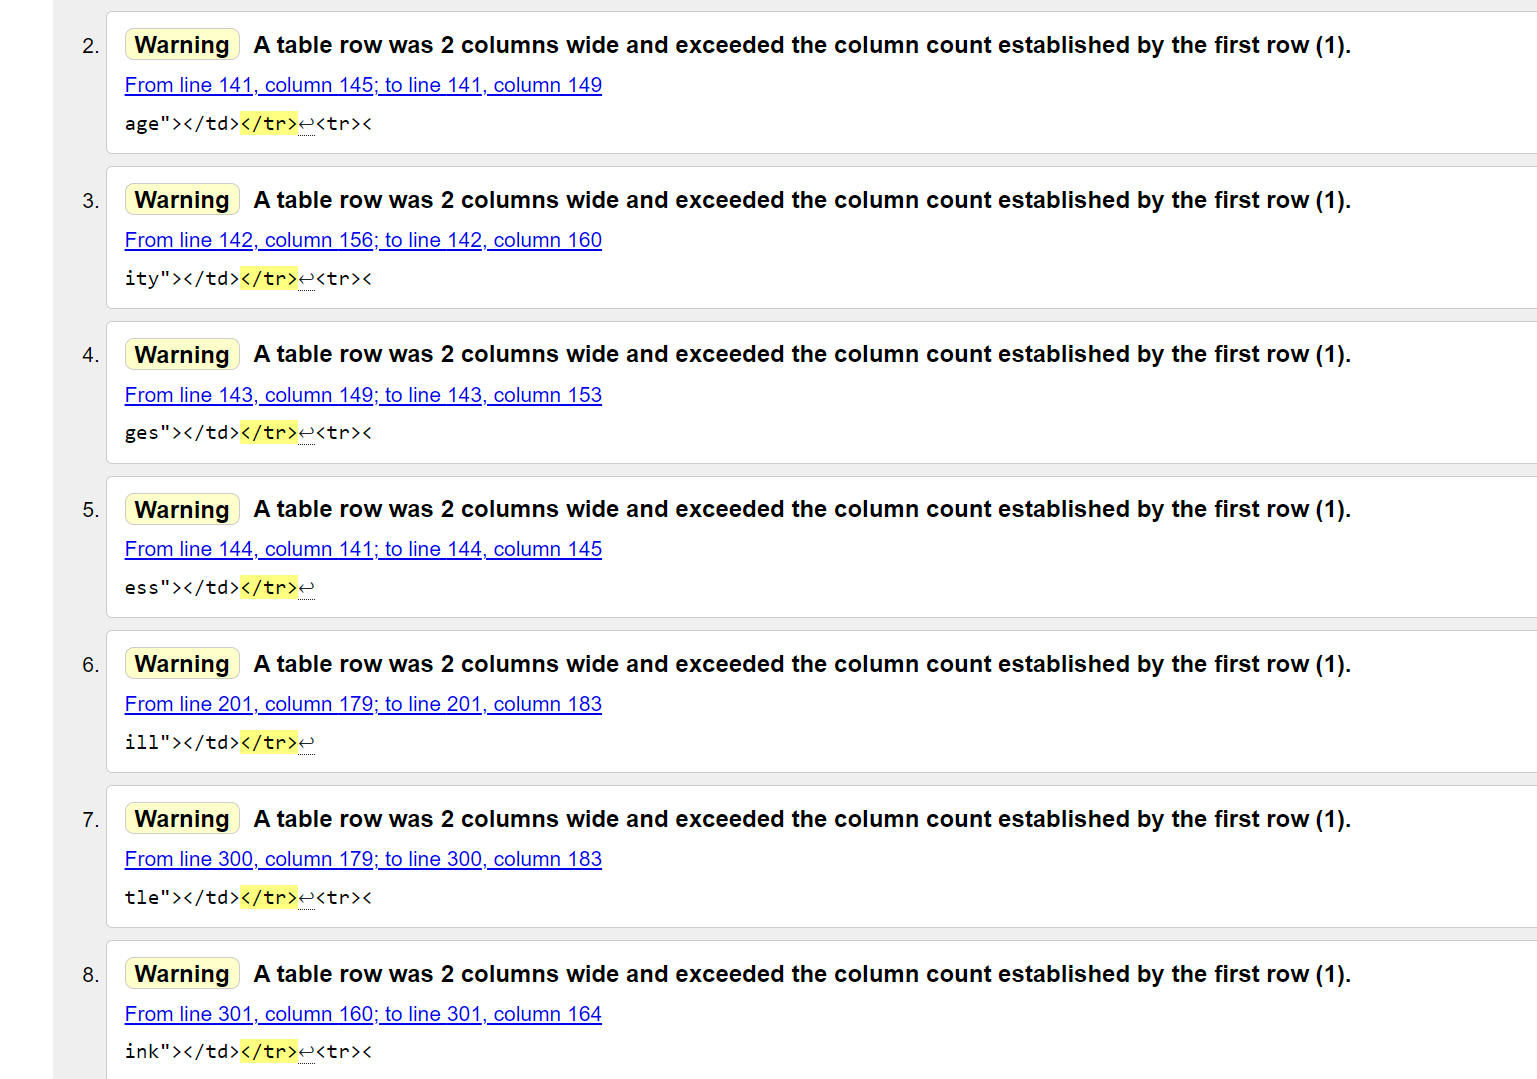 2. Warning A table row was 2 columns wide and exceeded the column count established by the first row (1).
From line 141, column 145; to line 141, column 149
age"></td></tr>↩<tr><
3. Warning A table row was 2 columns wide and exceeded the column count established by the first row (1).
From line 142, column 156; to line 142, column 160
ity"></td></tr>↩<tr><
4. Warning A table row was 2 columns wide and exceeded the column count established by the first row (1).
From line 143, column 149; to line 143, column 153
ges"></td></tr>↩<tr><
5. Warning A table row was 2 columns wide and exceeded the column count established by the first row (1).
From line 144, column 141; to line 144, column 145
ess"></td></tr>↩
6. Warning A table row was 2 columns wide and exceeded the column count established by the first row (1).
From line 201, column 179; to line 201, column 183
ill"></td></tr>↩
7. Warning A table row was 2 columns wide and exceeded the column count established by the first row (1).
From line 300, column 179; to line 300, column 183
tle"></td></tr>↩<tr><
8. Warning A table row was 2 columns wide and exceeded the column count established by the first row (1).
From line 301, column 160; to line 301, column 164
ink"></td></tr>↩<tr><